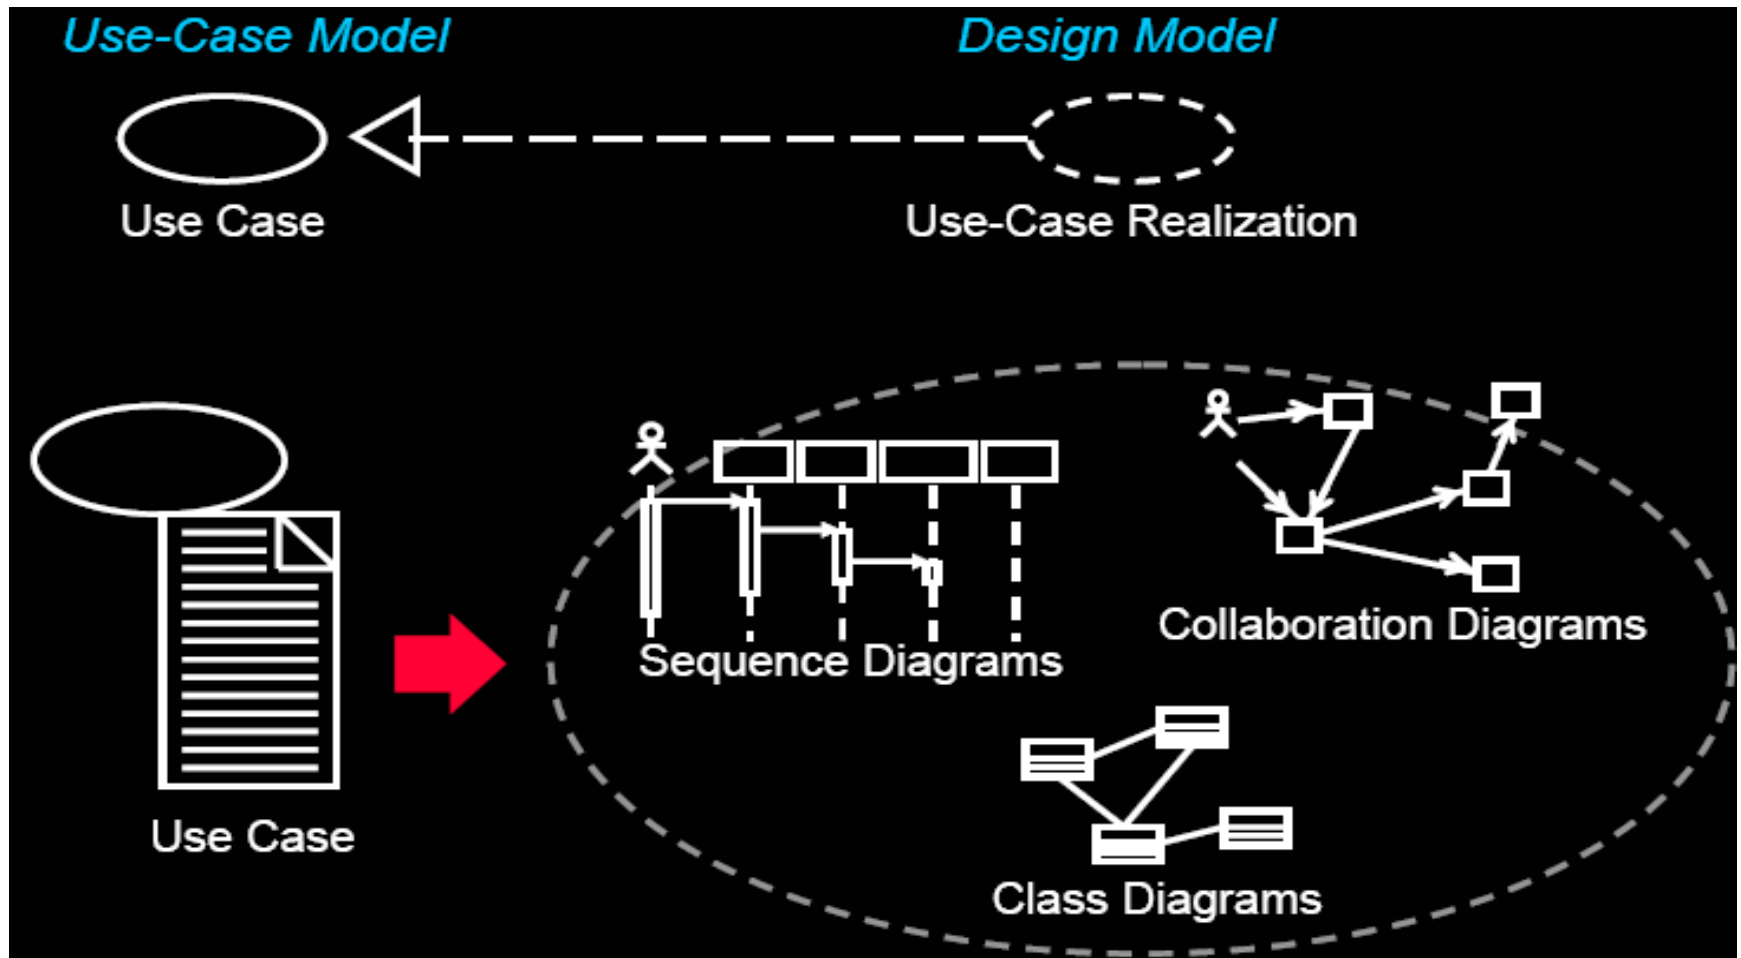 Use-Case Model
Design Model
Use Case
Use-Case Realization
Sequence Diagrams
Collaboration Diagrams
Use Case
Class Diagrams